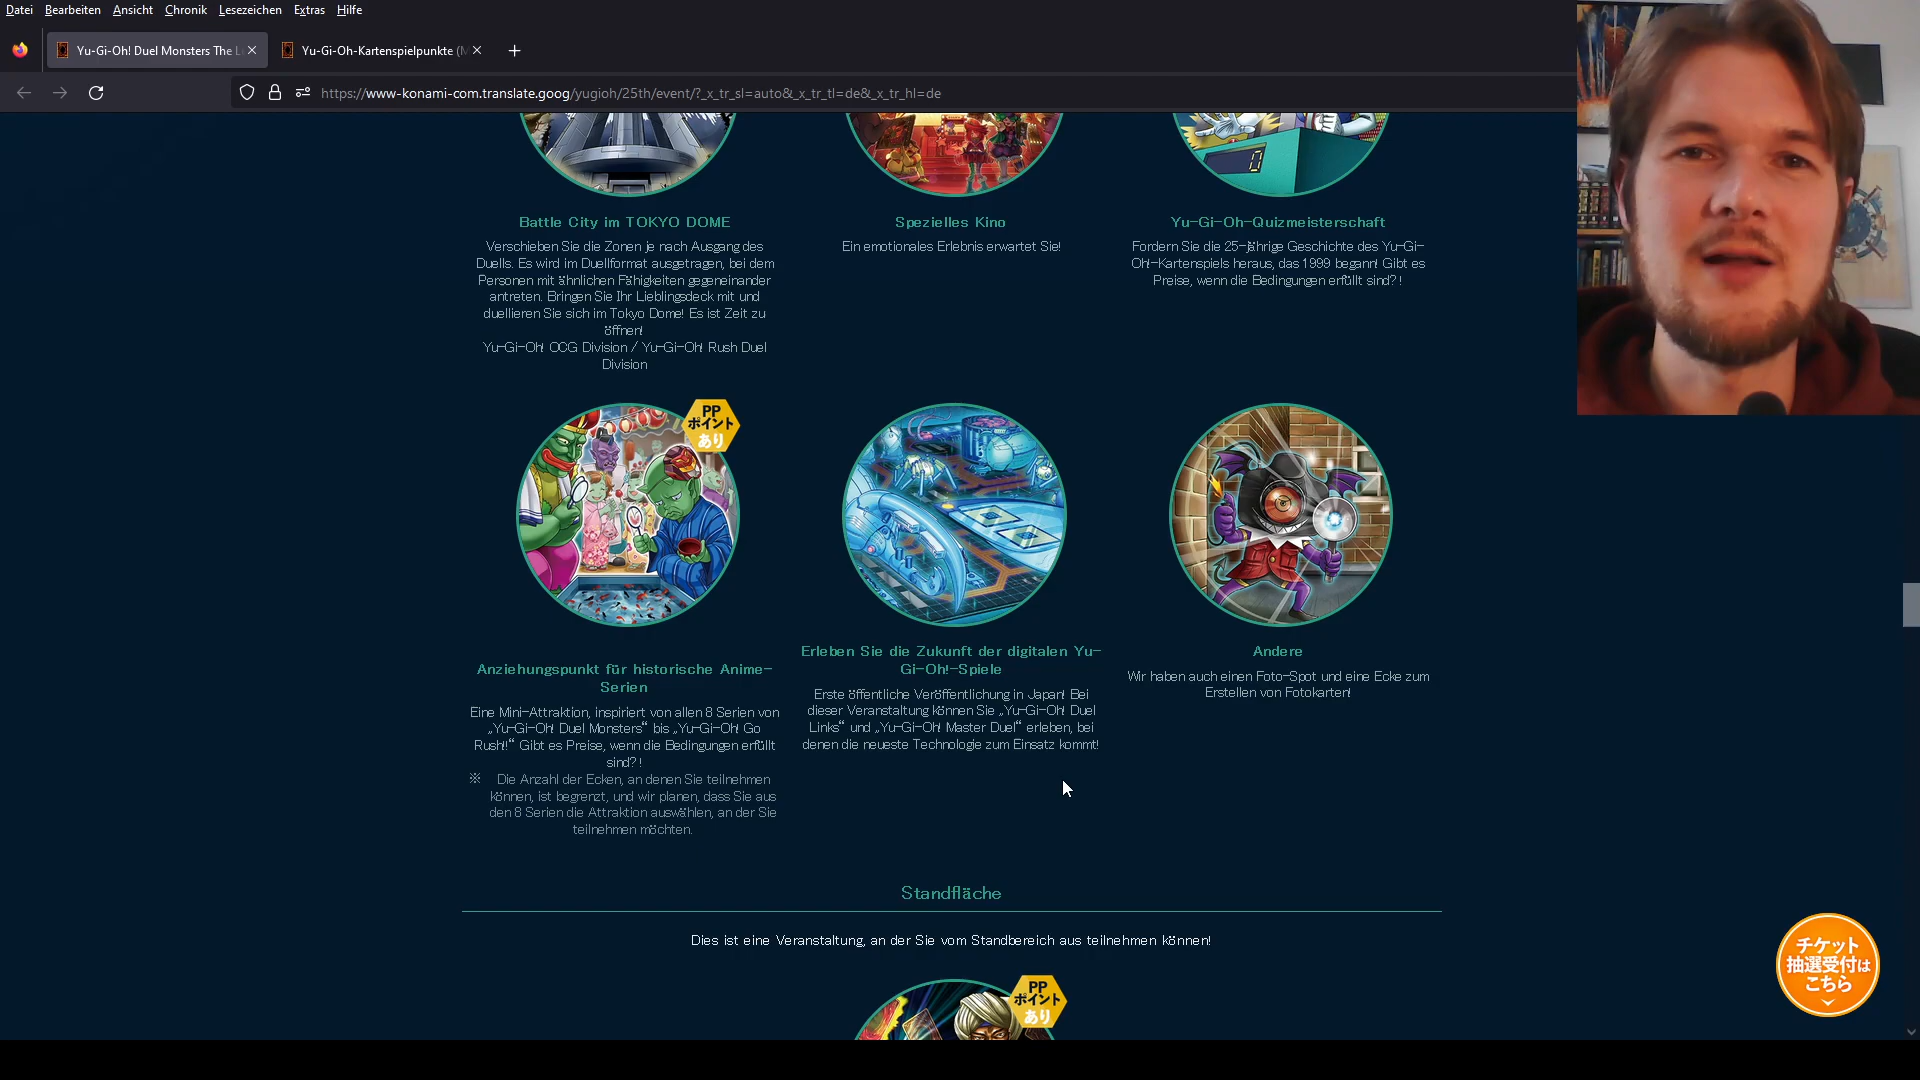 Datei Bearbeiten Ansicht Chronik Lesezeichen Extras Hilfe
Yu-Gi-Oh! Duel Monsters The L
Yu-Gi-Oh-Kartenspielpunkte (M
https://www-konami-com.translate.goog/yugioh/25th/event/?_x_tr_sl=auto&_x_tr_tl=de&_x_tr_hl=de
0
Battle City im TOKYO DOME
Verschieben Sie die Zonen je nach Ausgang des
Duells. Es wird im Duellformat ausgetragen, bei dem
Personen mit ähnlichen Fähigkeiten gegeneinander
antreten. Bringen Sie Ihr Lieblingsdeck mit und
duellieren Sie sich im Tokyo Dome! Es ist Zeit zu
öffnen!
Yu-Gi-Oh! OCG Division / Yu-Gi-Oh! Rush Duel
Division
Spezielles Kino
Ein emotionales Erlebnis erwartet Sie!
Yu-Gi-Oh-Quizmeisterschaft
Fordern Sie die 25-jährige Geschichte des Yu-Gi-
Oh!-Kartenspiels heraus, das 1999 begann! Gibt es
Preise, wenn die Bedingungen erfüllt sind?!
PP
ポイント
あり
Anziehungspunkt für historische Anime-
Serien
Eine Mini-Attraktion, inspiriert von allen 8 Serien von
„Yu-Gi-Oh! Duel Monsters“ bis „Yu-Gi-Oh! Go
Rush!!“ Gibt es Preise, wenn die Bedingungen erfüllt
sind?!
※ Die Anzahl der Ecken, an denen Sie teilnehmen
können, ist begrenzt, und wir planen, dass Sie aus
den 8 Serien die Attraktion auswählen, an der Sie
teilnehmen möchten.
Erleben Sie die Zukunft der digitalen Yu-
Gi-Oh!-Spiele
Erste öffentliche Veröffentlichung in Japan! Bei
dieser Veranstaltung können Sie „Yu-Gi-Oh! Duel
Links“ und „Yu-Gi-Oh! Master Duel“ erleben, bei
denen die neueste Technologie zum Einsatz kommt!
Andere
Wir haben auch einen Foto-Spot und eine Ecke zum
Erstellen von Fotokarten!
Standfläche
Dies ist eine Veranstaltung, an der Sie vom Standbereich aus teilnehmen können!
PP
ポイント
あり
チケット
抽選受付は
こちら